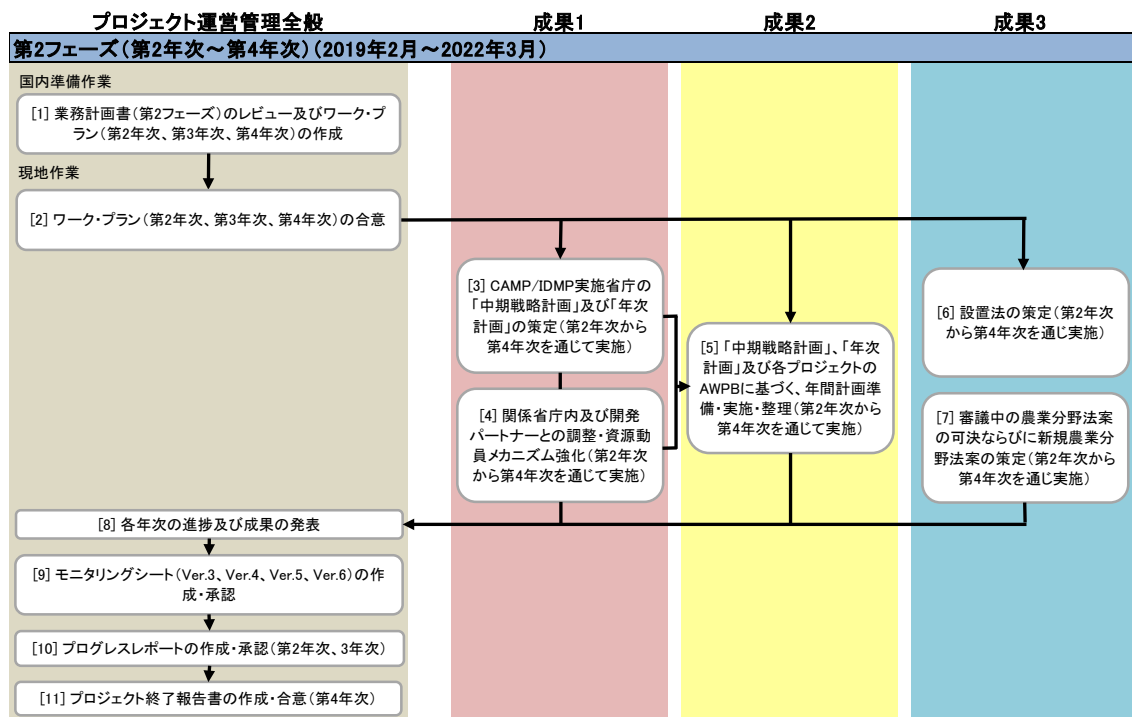 プロジェクト運営管理全般
成果1
成果2
成果3
第2フェーズ(第2年次～第4年次)(2019年2月～2022年3月)
国内準備作業
[1] 業務計画書(第2フェーズ)のレビュー及びワーク・プ
ラン(第2年次、第3年次、第4年次)の作成
現地作業
[2] ワーク・プラン(第2年次、第3年次、第4年次)の合意
[3] CAMP/IDMP実施省庁の
「中期戦略計画」及び「年次
計画」の策定(第2年次から
第4年次を通じて実施)
[4] 関係省庁内及び開発
パートナーとの調整・資源動
員メカニズム強化(第2年次
から第4年次を通じて実施)
[5] 「中期戦略計画」、「年次
計画」及び各プロジェクトの
AWPBに基づく、年間計画準
備・実施・整理(第2年次から
第4年次を通じて実施)
[6] 設置法の策定(第2年次
から第4年次を通じ実施)
[7] 審議中の農業分野法案
の可決ならびに新規農業分
野法案の策定(第2年次から
第4年次を通じ実施)
[8] 各年次の進捗及び成果の発表
[9] モニタリングシート(Ver.3、Ver.4、Ver.5、Ver.6)の作
成・承認
[10] プログレスレポートの作成・承認(第2年次、3年次)
[11] プロジェクト終了報告書の作成・合意(第4年次)